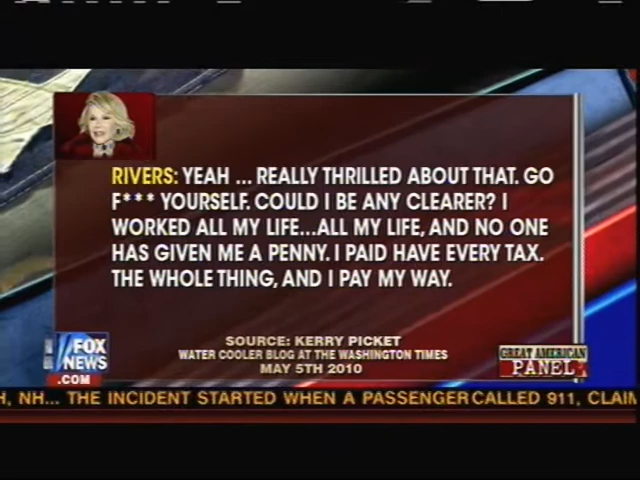 RIVERS: YEAH ... REALLY THRILLED ABOUT THAT. GO
F*** YOURSELF. COULD I BE ANY CLEARER? I
WORKED ALL MY LIFE...ALL MY LIFE, AND NO ONE
HAS GIVEN ME A PENNY. I PAID HAVE EVERY TAX.
THE WHOLE THING, AND I PAY MY WAY.
SOURCE: KERRY PICKET
WATER COOLER BLOG AT THE WASHINGTON TIMES
MAY 5TH 2010
FOX
NEWS
.COM
GREAT AMERICAN
PANEL
H, NH... THE INCIDENT STARTED WHEN A PASSENGER CALLED 911, CLAIM